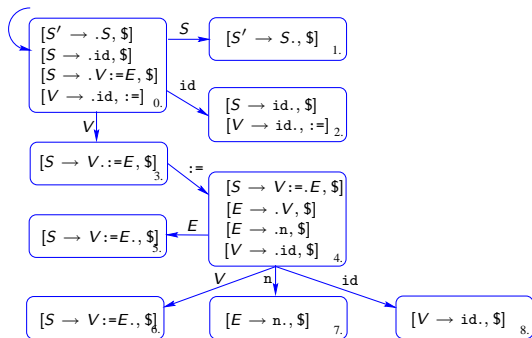 [S′ → .S, $]
[S → .id, $]
[S → .V:=E, $]
[V → .id, :=]
0.
S
[S′ → S., $]
1.
id
[S → id., $]
[V → id., :=]
2.
V
[S → V.:=E, $]
3.
:=
[S → V:=.E, $]
[E → .V, $]
[E → .n, $]
[V → .id, $]
4.
E
[S → V:=E., $]
5.
V
n
id
[S → V:=E., $]
6.
[E → n., $]
7.
[V → id., $]
8.